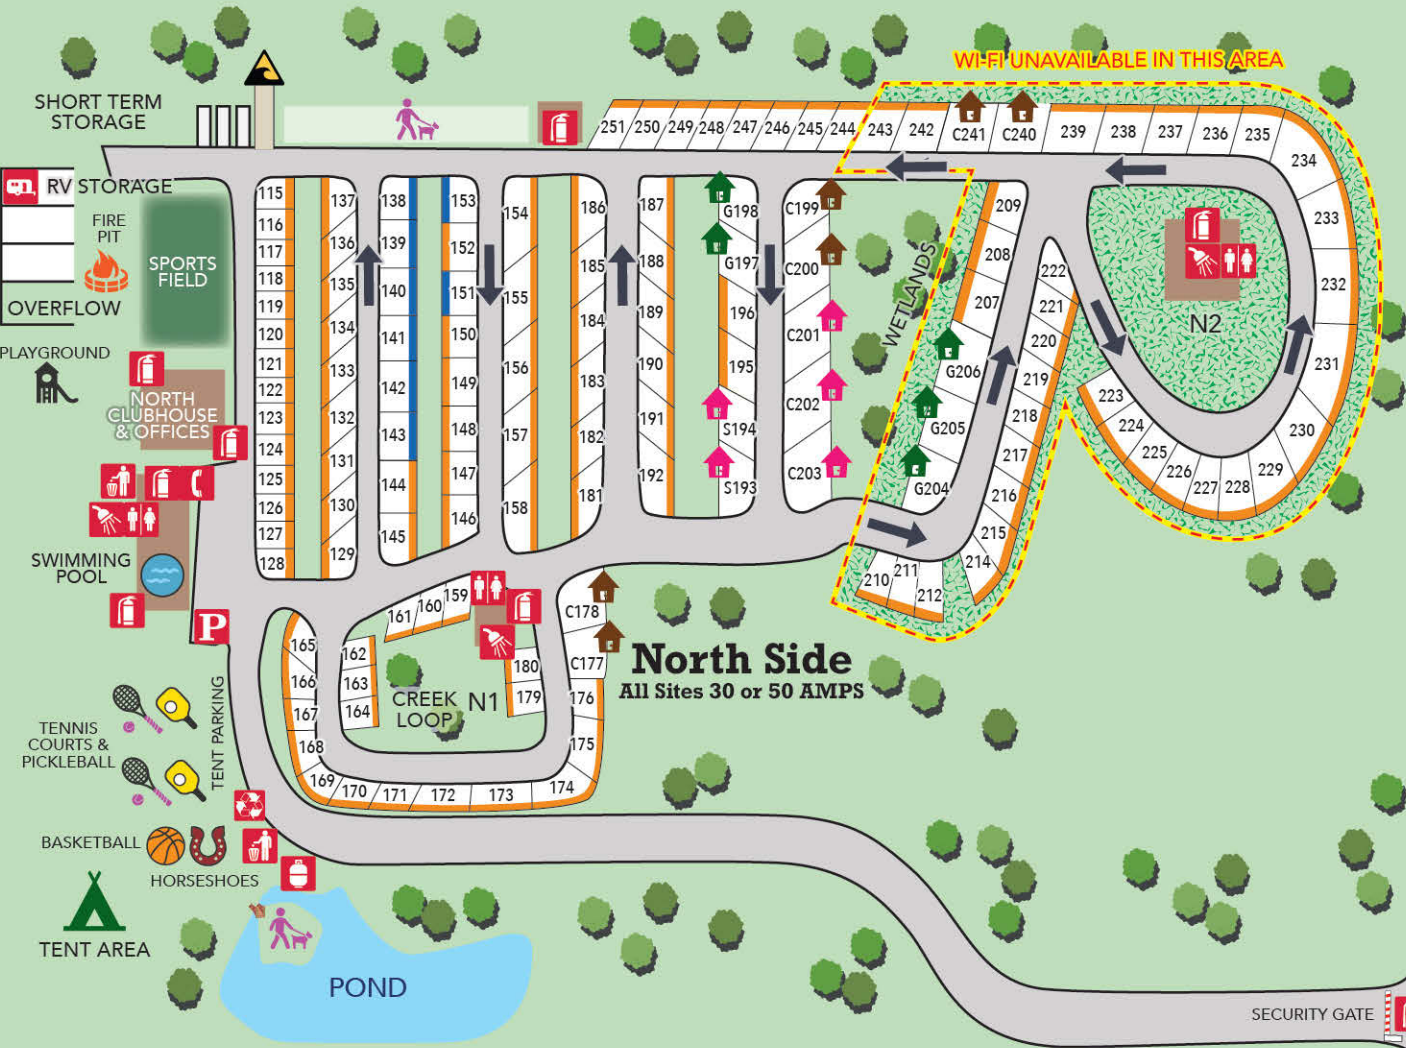 WI-FI UNAVAILABLE IN THIS AREA
SHORT TERM
STORAGE
251 250 249 248 247 246 245 244 243 242 C241 C240 239 238 237 236 235
234
233
232
231
230
229
228
227
226
225
224
223
RV STORAGE
OVERFLOW
FIRE
PIT
SPORTS
FIELD
PLAYGROUND
NORTH
CLUBHOUSE
& OFFICES
SWIMMING
POOL
P
115
116
117
118
119
120
121
122
123
124
125
126
127
128
137
136
135
134
133
132
131
130
129
138
139
140
141
142
143
144
145
153
152
151
150
149
148
147
146
154
155
156
157
158
186
185
184
183
182
181
187
188
189
190
191
192
G198
G197
196
195
S194
S193
C199
C200
C201
C202
C203
WETLANDS
209
208
207
G206
G205
G204
222
221
220
219
218
217
216
215
214
210
211
212
N2
161 160 159
162
163
164
165
166
167
168
169
170 171 172 173 174
175
176
C177
C178
180
179
CREEK
LOOP
N1
North Side
All Sites 30 or 50 AMPS
TENT PARKING
TENNIS
COURTS &
PICKLEBALL
BASKETBALL
HORSESHOES
TENT AREA
POND
SECURITY GATE